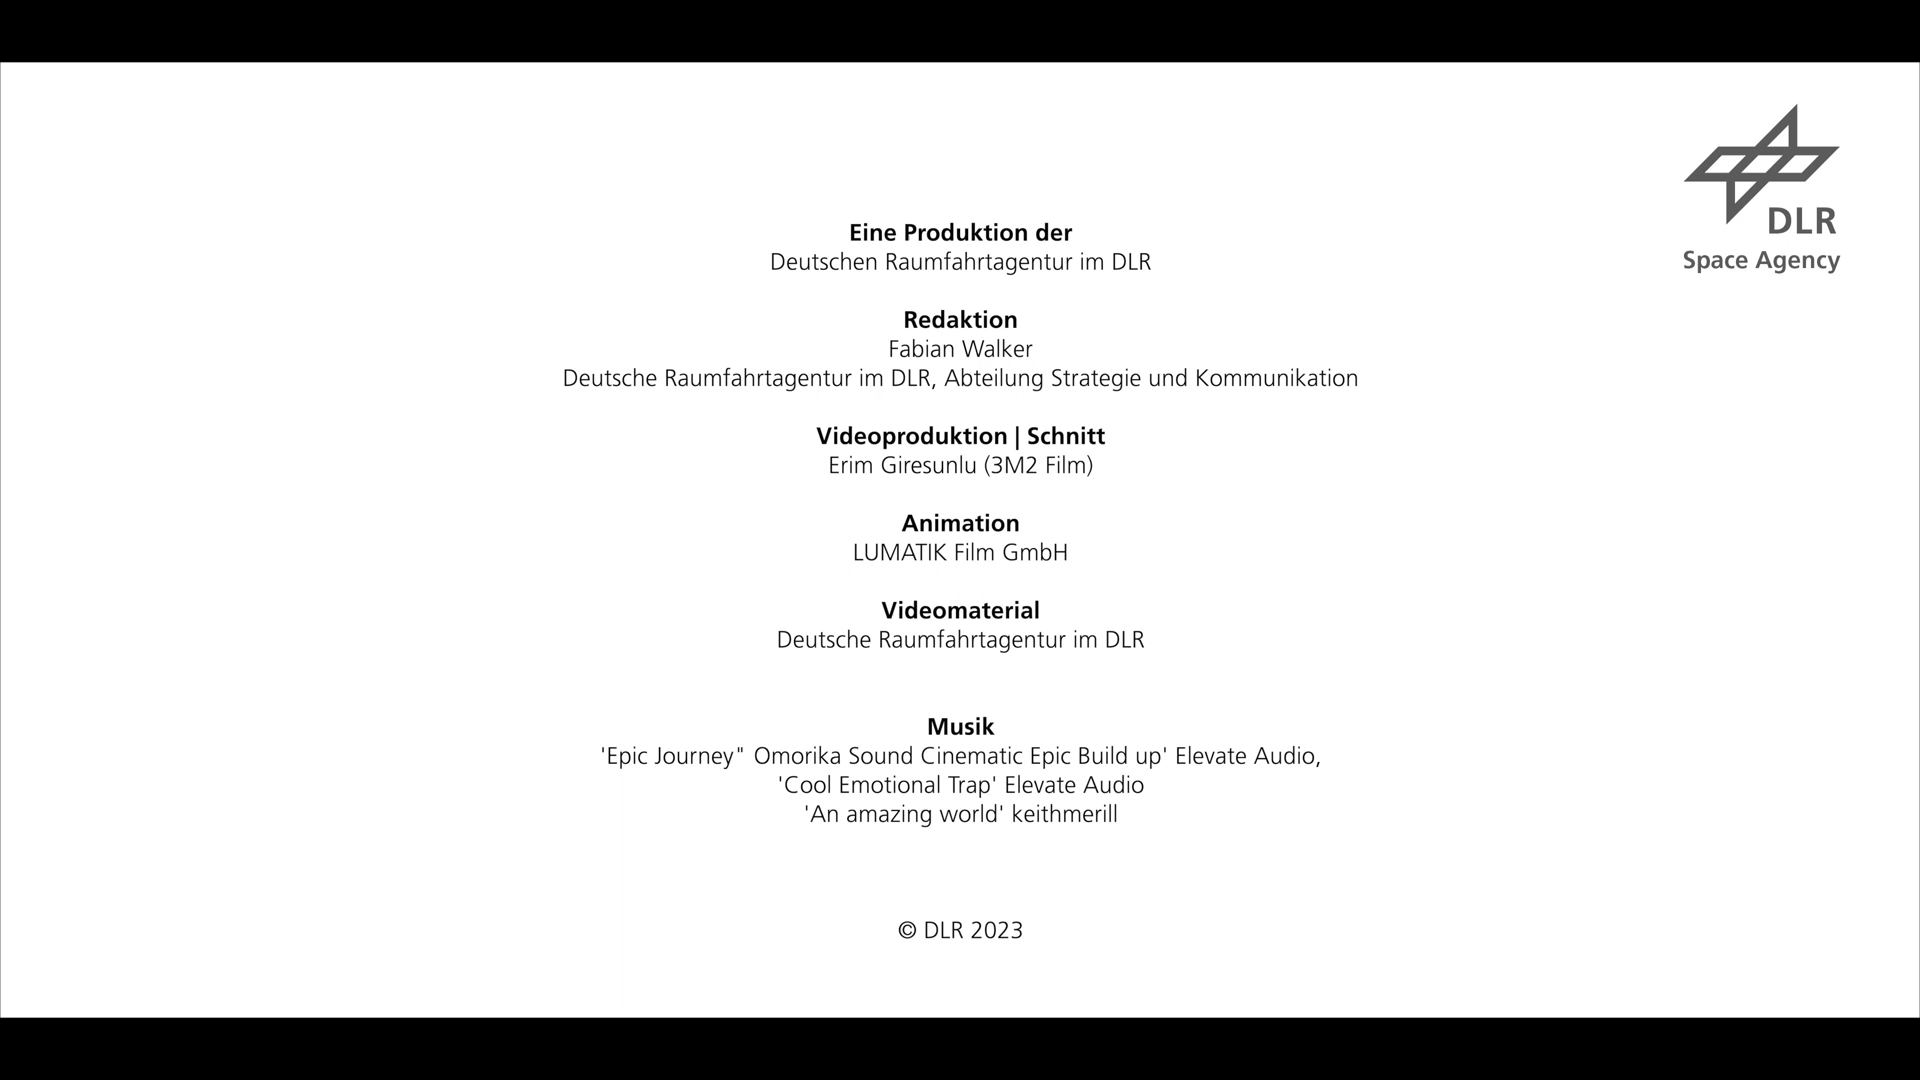 DLR
Space Agency
Eine Produktion der
Deutschen Raumfahrtagentur im DLR
Redaktion
Fabian Walker
Deutsche Raumfahrtagentur im DLR, Abteilung Strategie und Kommunikation
Videoproduktion | Schnitt
Erim Giresunlu (3M2 Film)
Animation
LUMATIK Film GmbH
Videomaterial
Deutsche Raumfahrtagentur im DLR
Musik
'Epic Journey" Omorika Sound Cinematic Epic Build up' Elevate Audio,
'Cool Emotional Trap' Elevate Audio
'An amazing world' keithmerill
© DLR 2023